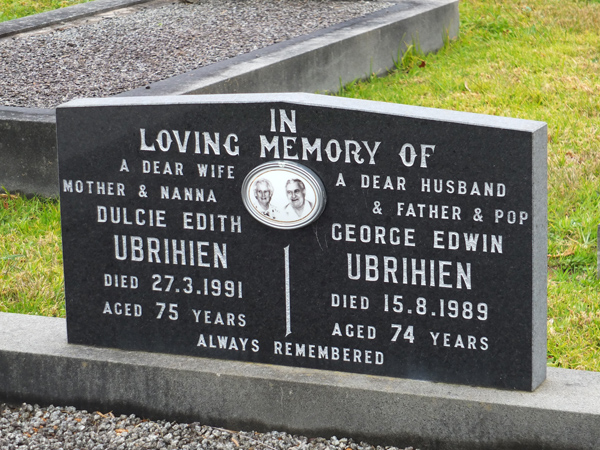 IN
LOVING MEMORY OF
A DEAR WIFE
MOTHER & NANNA
DULCIE EDITH
UBRIHIEN
DIED 27.3.1991
AGED 75 YEARS
A DEAR HUSBAND
& FATHER & POP
GEORGE EDWIN
UBRIHIEN
DIED 15.8.1989
AGED 74 YEARS
ALWAYS REMEMBERED